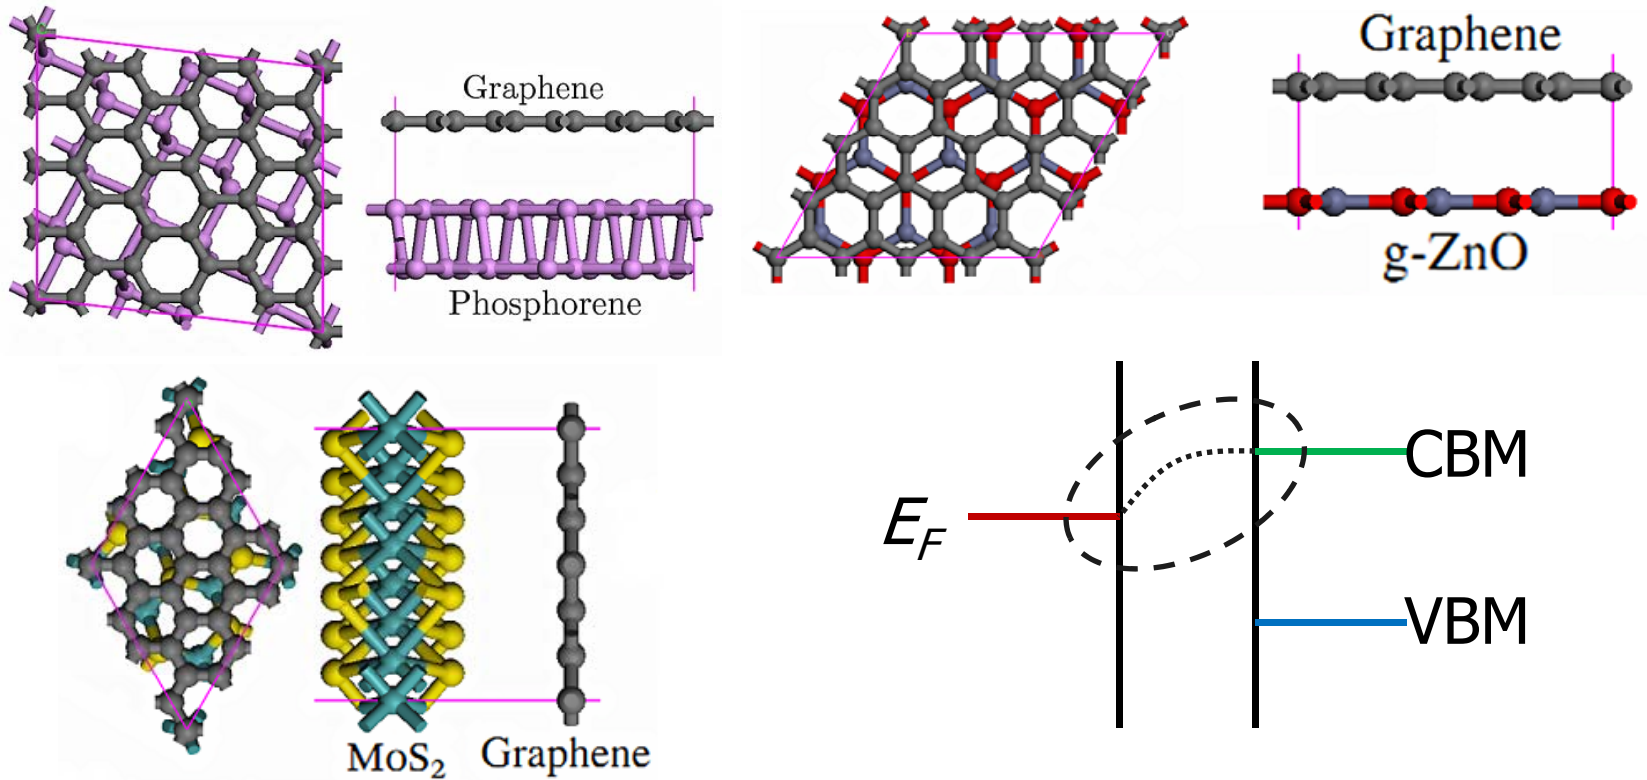 Graphene
Phosphorene
Graphene
g-ZnO
MoS₂
Graphene
E_F
CBM
VBM